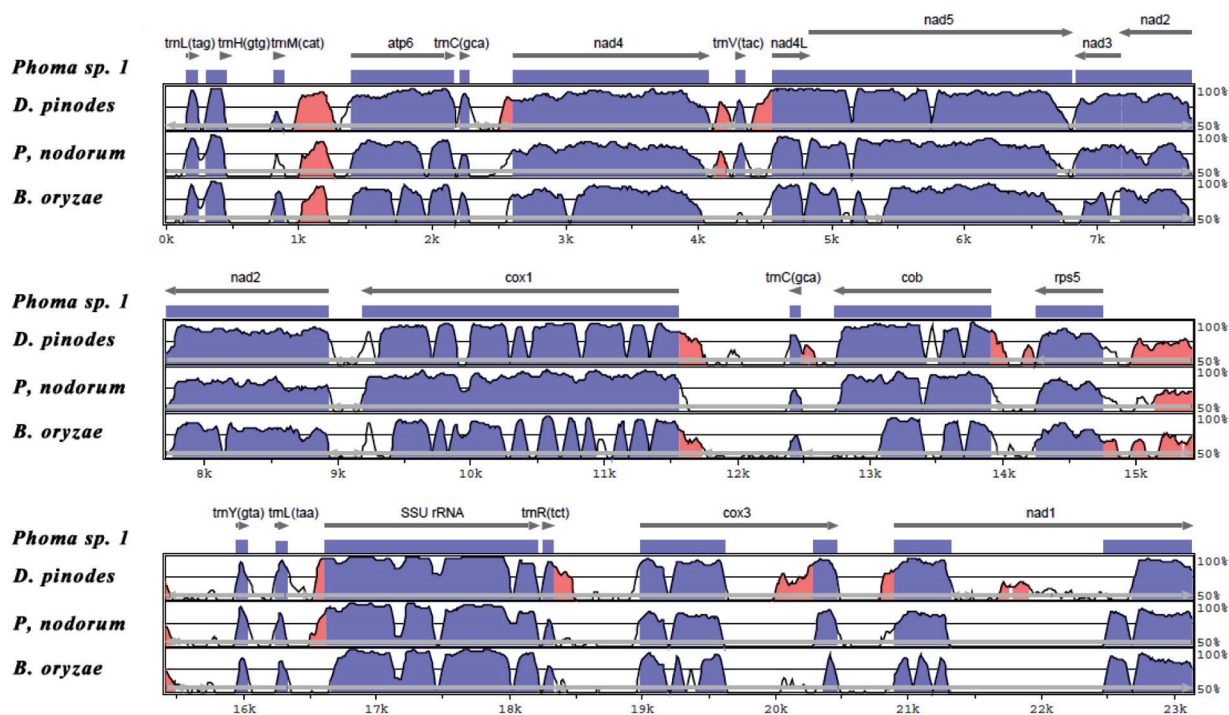 nad5 nad2
trnL(tag) trnH(gtg) trnM(cat) atp6 trnC(gca) nad4 trnV(tac) nad4L nad3
Phoma sp. 1
D. pinodes 100% 50%
P, nodorum 100% 50%
B. oryzae 100% 50%
0k 1k 2k 3k 4k 5k 6k 7k
nad2 cox1 trnC(gca) cob rps5
Phoma sp. 1
D. pinodes 100% 50%
P, nodorum 100% 50%
B. oryzae 100% 50%
8k 9k 10k 11k 12k 13k 14k 15k
trnY(gta) trnL(taa) SSU rRNA trnR(tct) cox3 nad1
Phoma sp. 1
D. pinodes 100% 50%
P, nodorum 100% 50%
B. oryzae 100% 50%
16k 17k 18k 19k 20k 21k 22k 23k